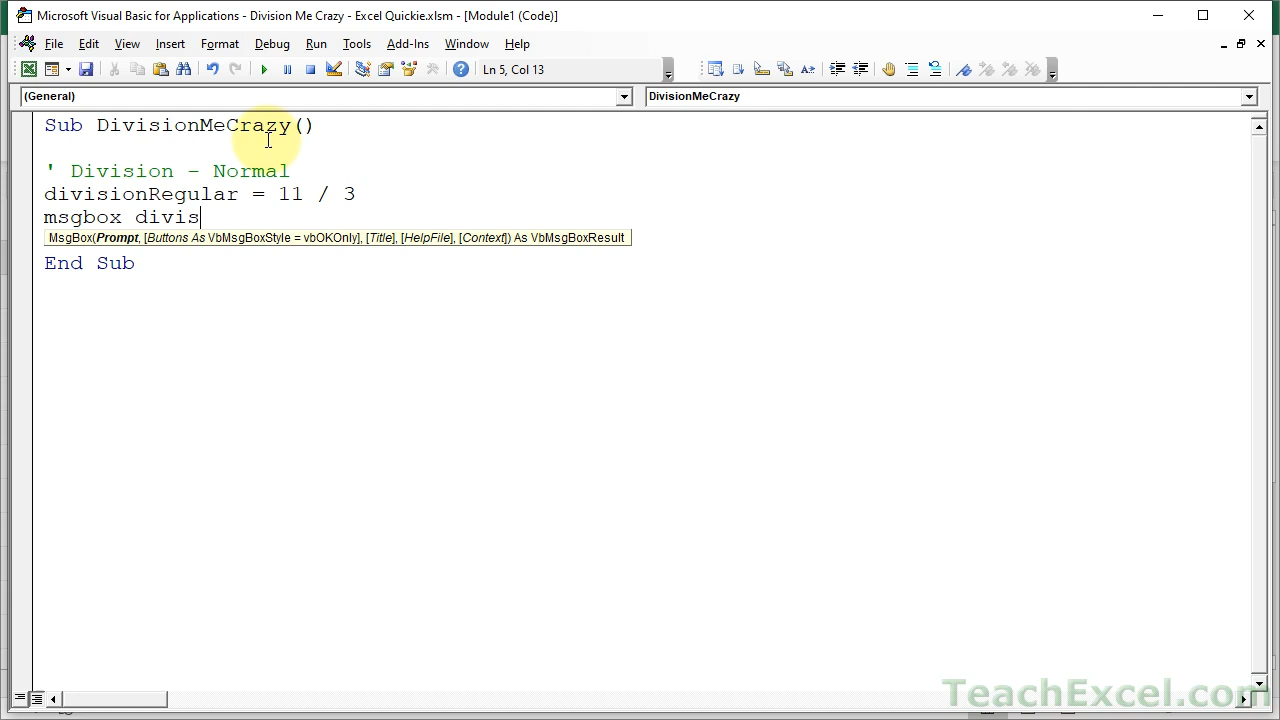 Microsoft Visual Basic for Applications - Division Me Crazy - Excel Quickie.xlsm - [Module1 (Code)]
File Edit View Insert Format Debug Run Tools Add-Ins Window Help
Ln 5, Col 13
(General) DivisionMeCrazy
Sub DivisionMeCrazy()
' Division - Normal
divisionRegular = 11 / 3
msgbox divis
MsgBox(Prompt, [Buttons As VbMsgBoxStyle = vbOKOnly], [Title], [HelpFile], [Context]) As VbMsgBoxResult
End Sub
TeachExcel.com